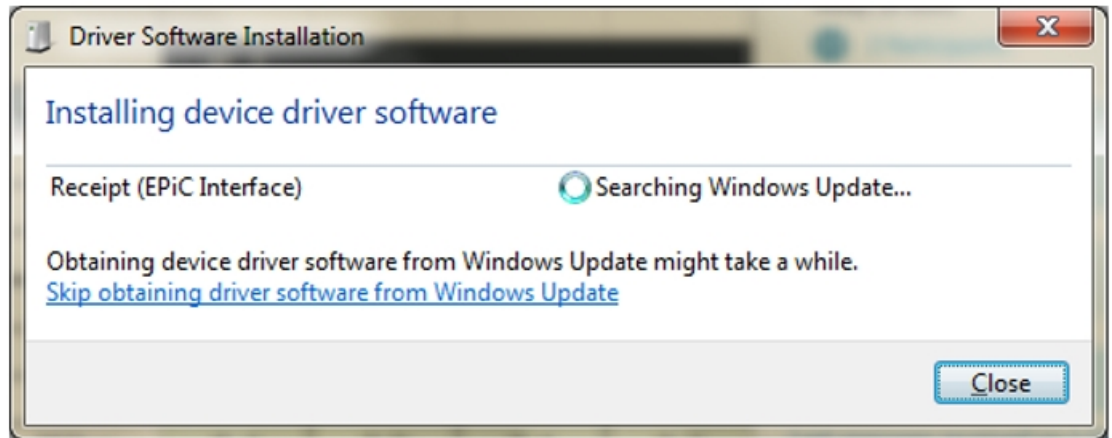 Driver Software Installation
Installing device driver software
Receipt (EPiC Interface) Searching Windows Update...
Obtaining device driver software from Windows Update might take a while.
Skip obtaining driver software from Windows Update
Close